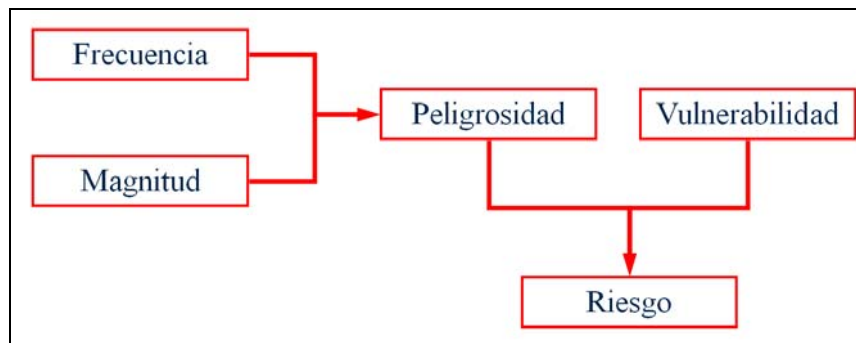 Frecuencia
Peligrosidad
Vulnerabilidad
Magnitud
Riesgo